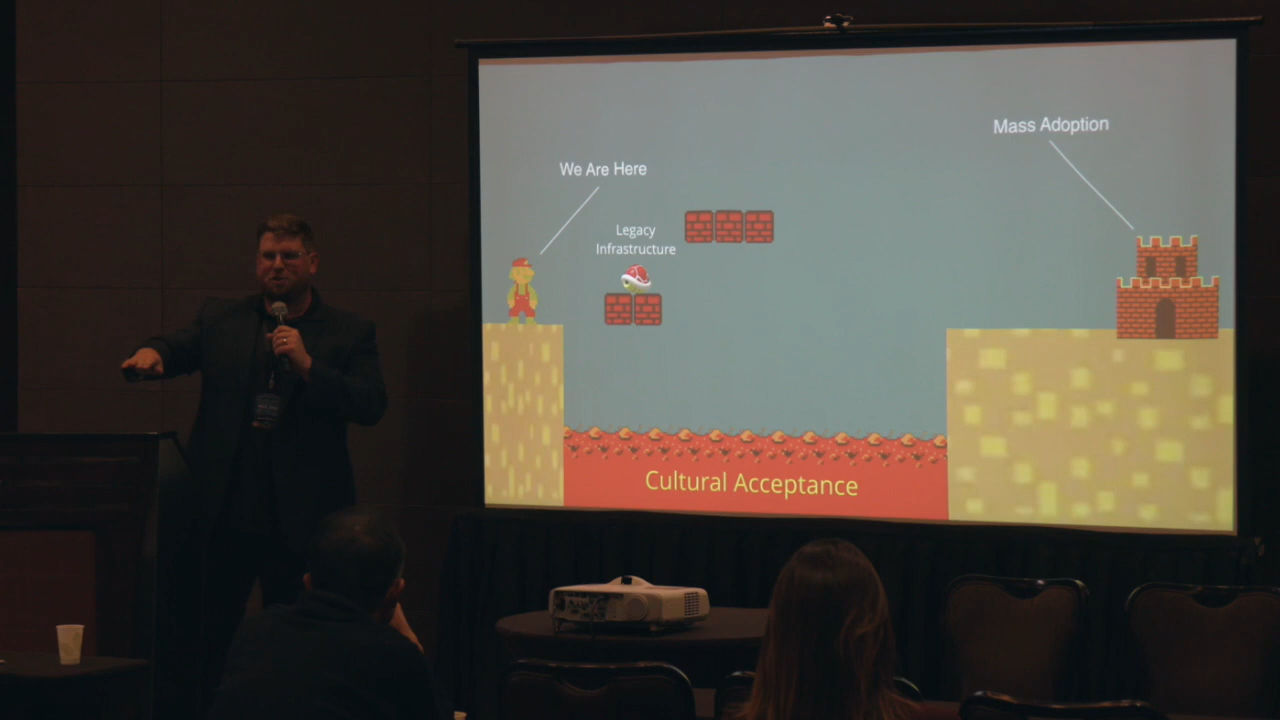 Mass Adoption
We Are Here
Legacy
Infrastructure
Cultural Acceptance